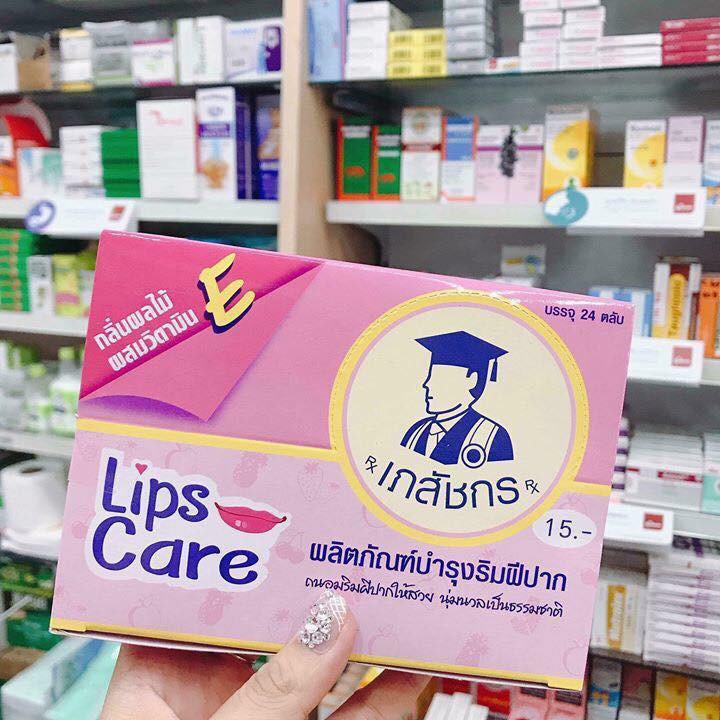 กลิ่นผลไม้
ผสมวิตามิน E
บรรจุ 24 ตลับ
Rx เภสัชกร Rx
15.-
Lips
Care
ผลิตภัณฑ์บำรุงริมฝีปาก
ถนอมริมฝีปากให้สวย นุ่มนวลเป็นธรรมชาติ